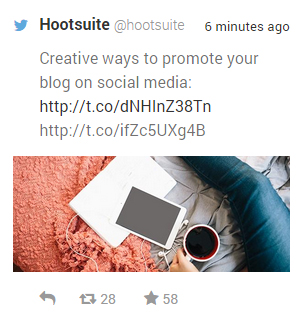 Hootsuite @hootsuite 6 minutes ago
Creative ways to promote your
blog on social media:
http://t.co/dNHlnZ38Tn
http://t.co/ifZc5UXg4B
28 58